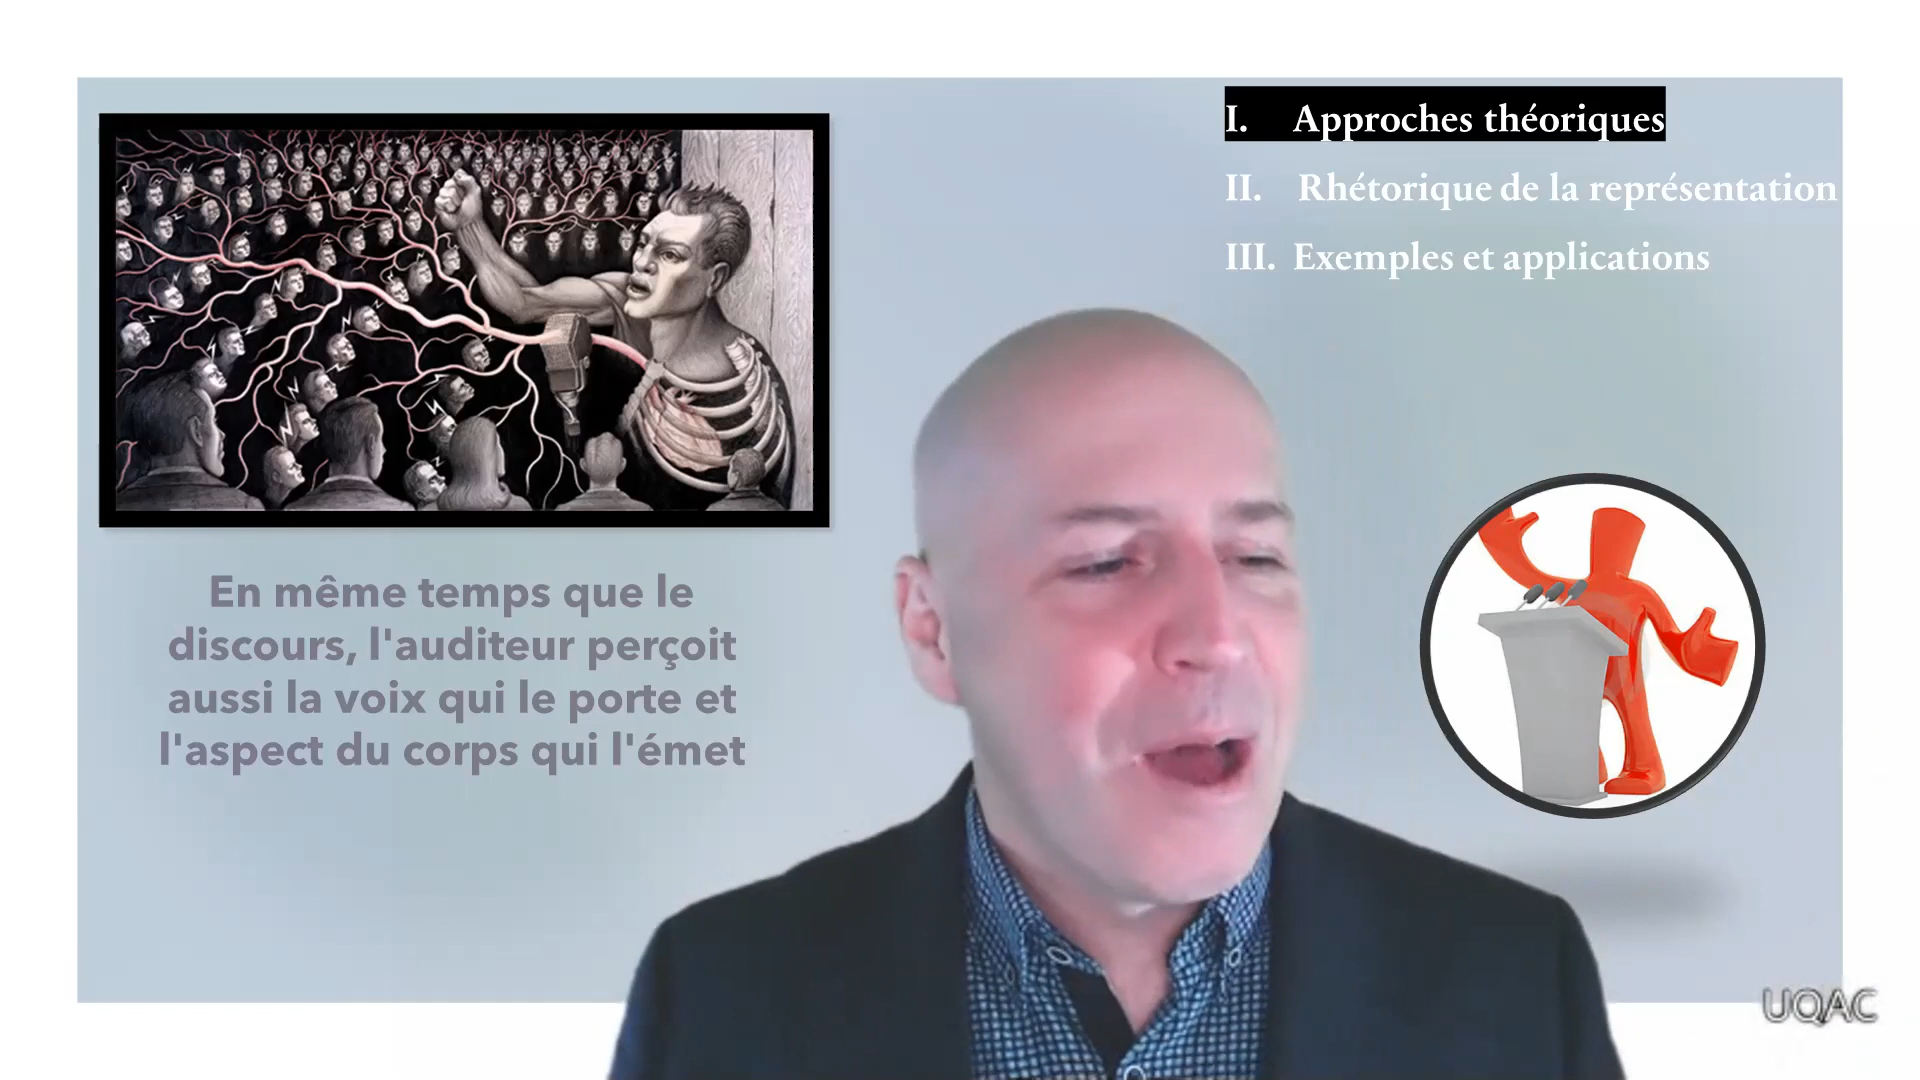 I. Approches théoriques
II. Rhétorique de la représentation
III. Exemples et applications
En même temps que le
discours, l'auditeur perçoit
aussi la voix qui le porte et
l'aspect du corps qui l'émet
UQAC